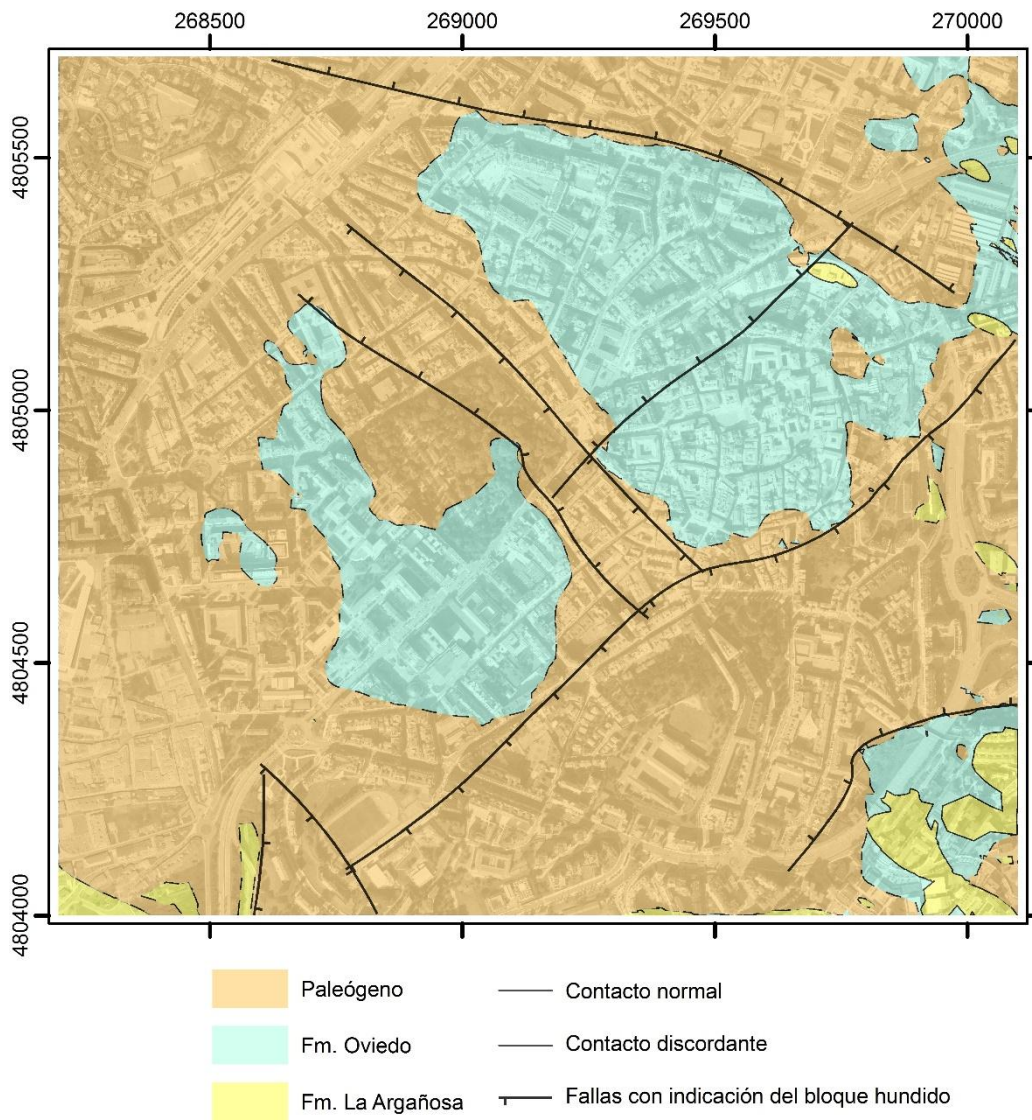 268500 269000 269500 270000
4805500
4805000
4804500
4804000
Paleógeno
Contacto normal
Fm. Oviedo
Contacto discordante
Fm. La Argañosa
Fallas con indicación del bloque hundido